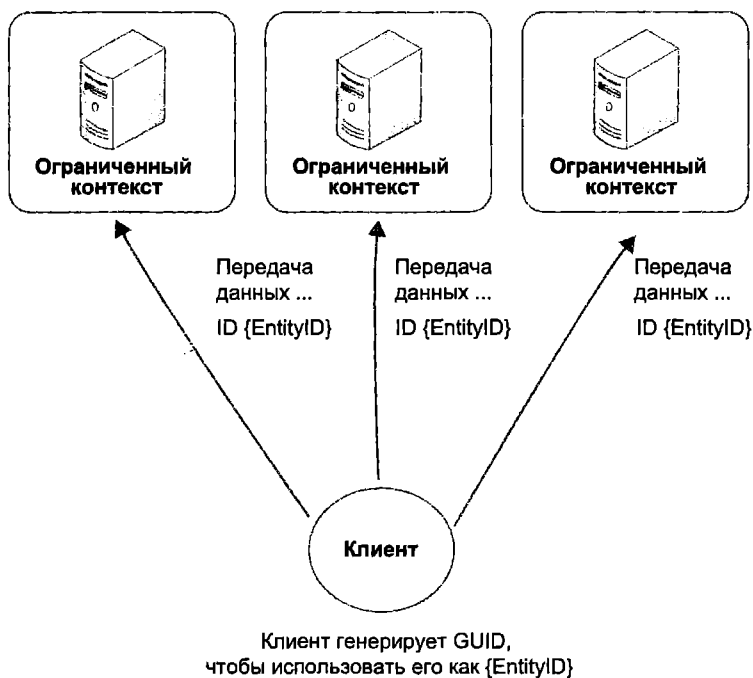 Ограниченный
контекст
Ограниченный
контекст
Ограниченный
контекст
Передача
данных ...
ID {EntityID}
Передача
данных ...
ID {EntityID}
Передача
данных ...
ID {EntityID}
Клиент
Клиент генерирует GUID,
чтобы использовать его как {EntityID}